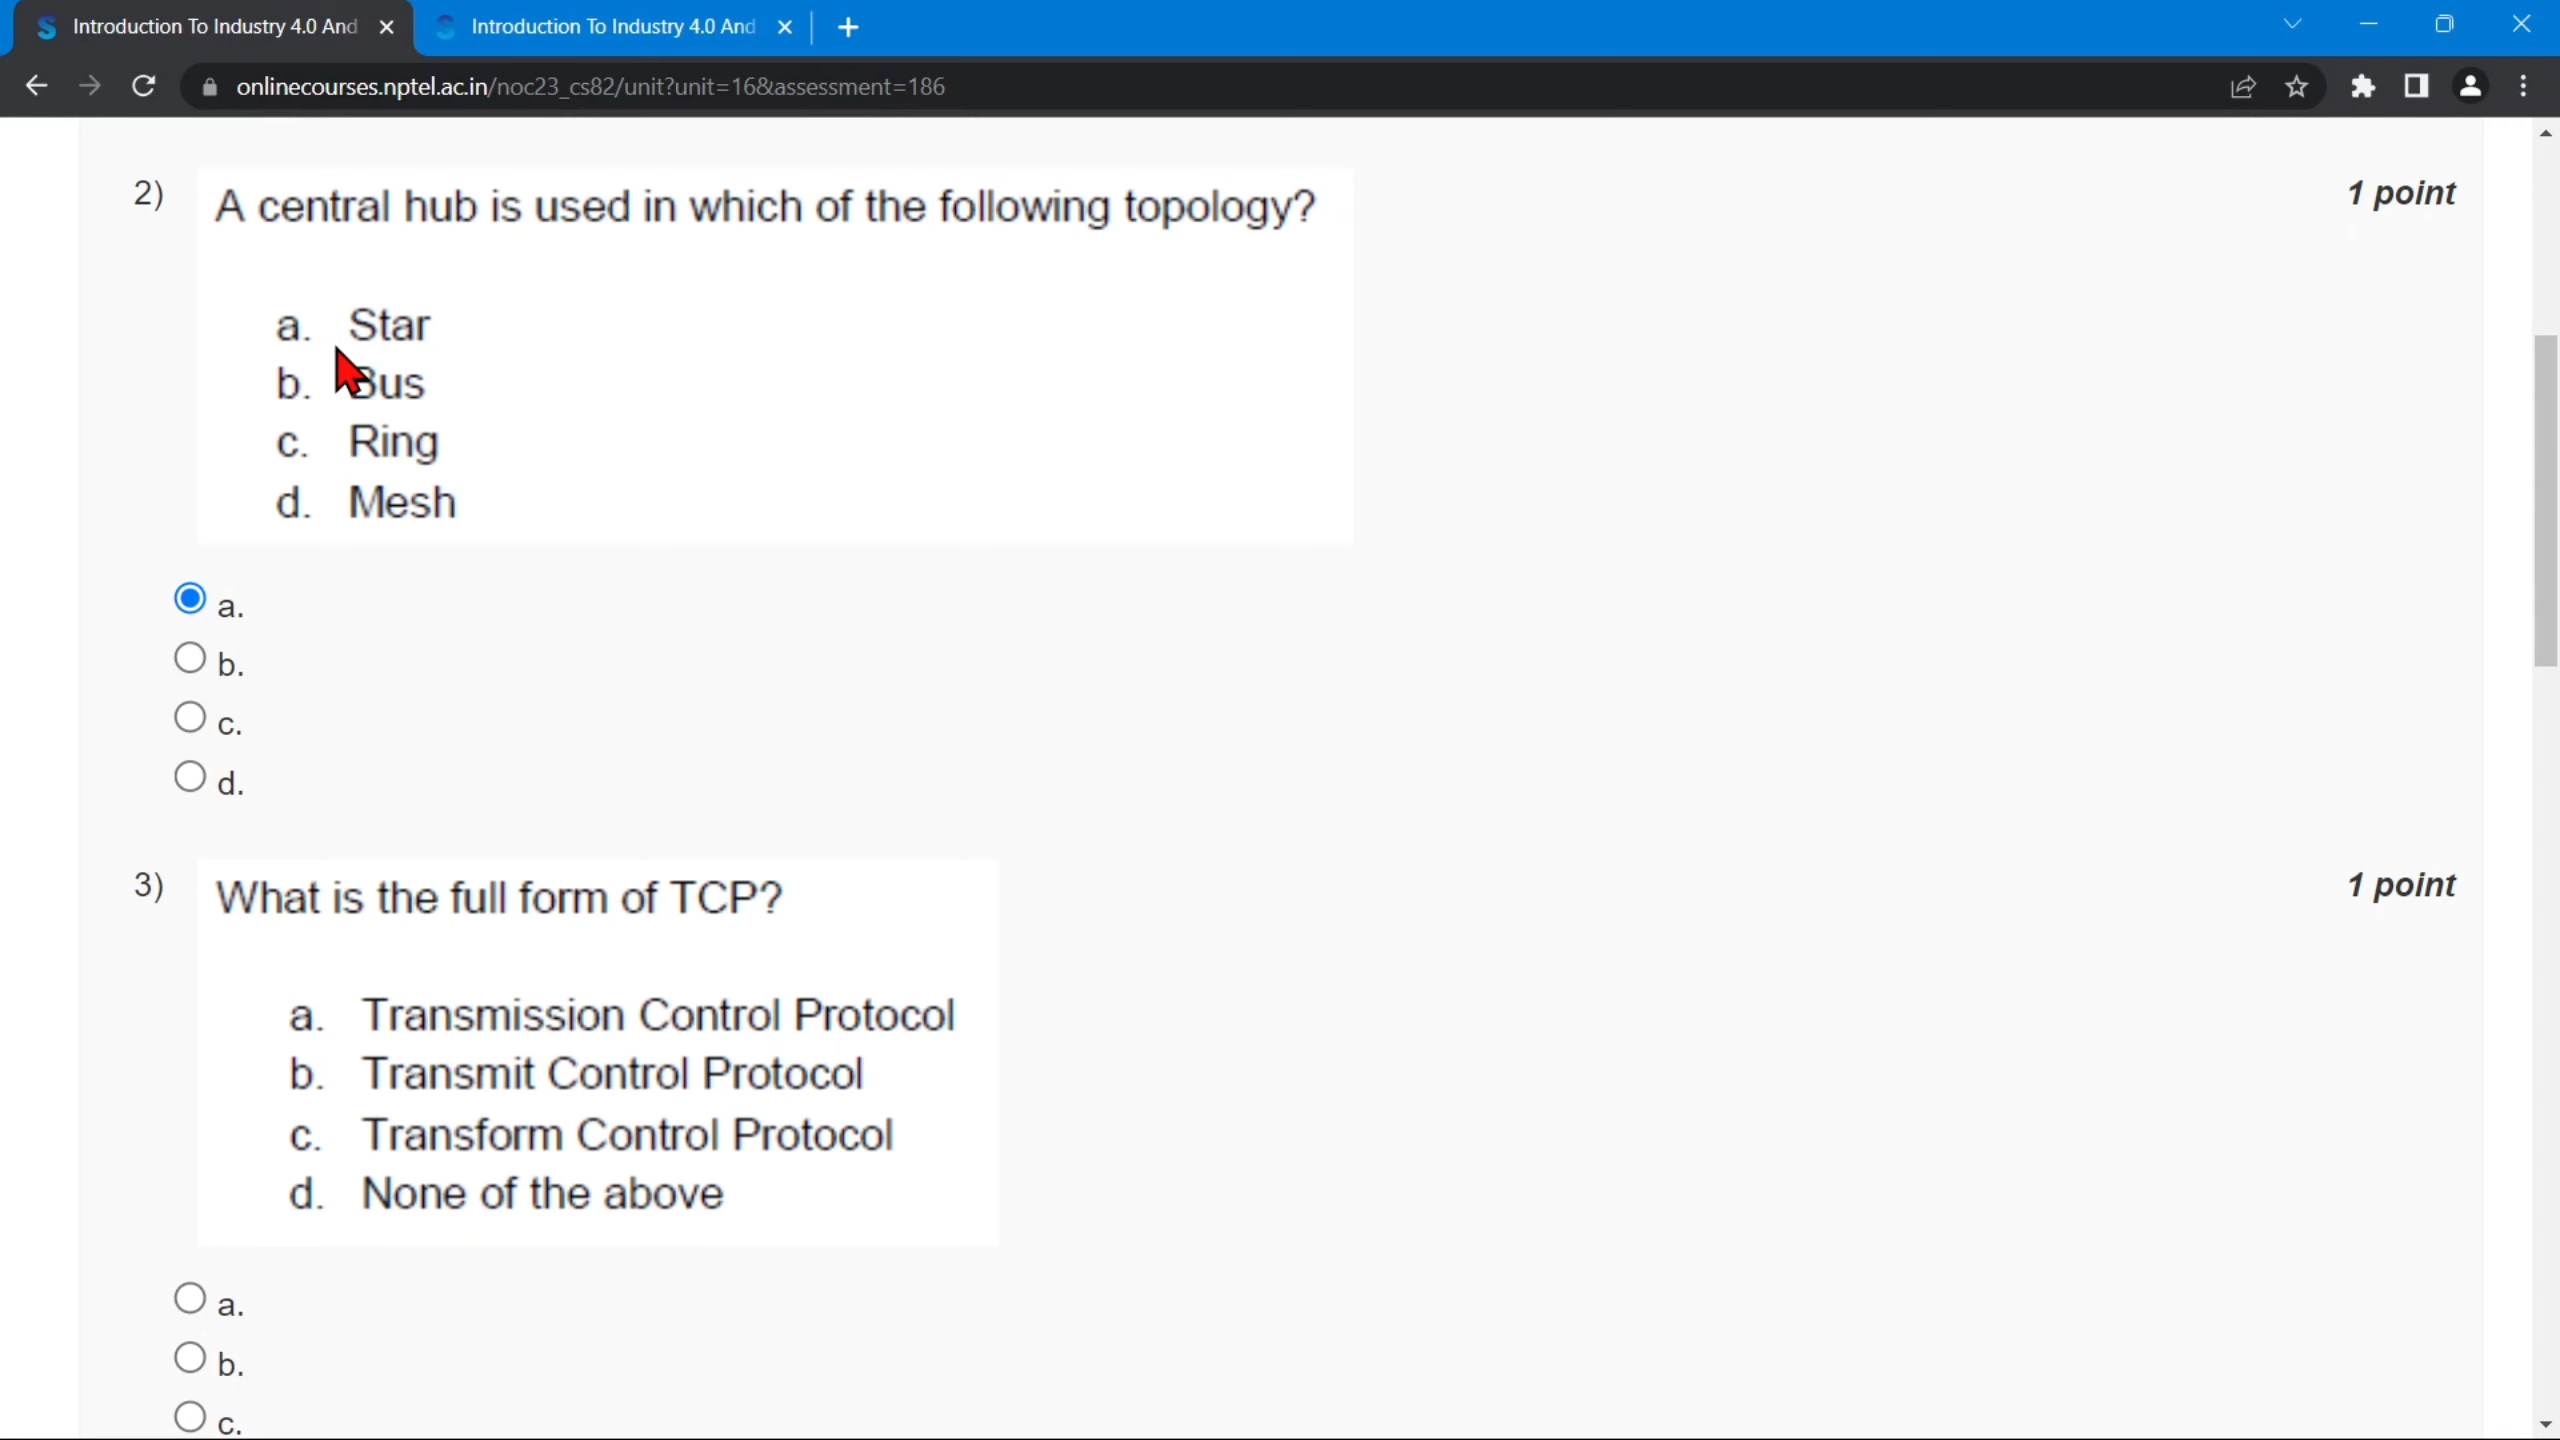 Introduction To Industry 4.0 And
Introduction To Industry 4.0 And
onlinecourses.nptel.ac.in/noc23_cs82/unit?unit=16&assessment=186
2) A central hub is used in which of the following topology? 1 point
a. Star
b. Bus
c. Ring
d. Mesh
a.
b.
c.
d.
3) What is the full form of TCP? 1 point
a. Transmission Control Protocol
b. Transmit Control Protocol
c. Transform Control Protocol
d. None of the above
a.
b.
c.